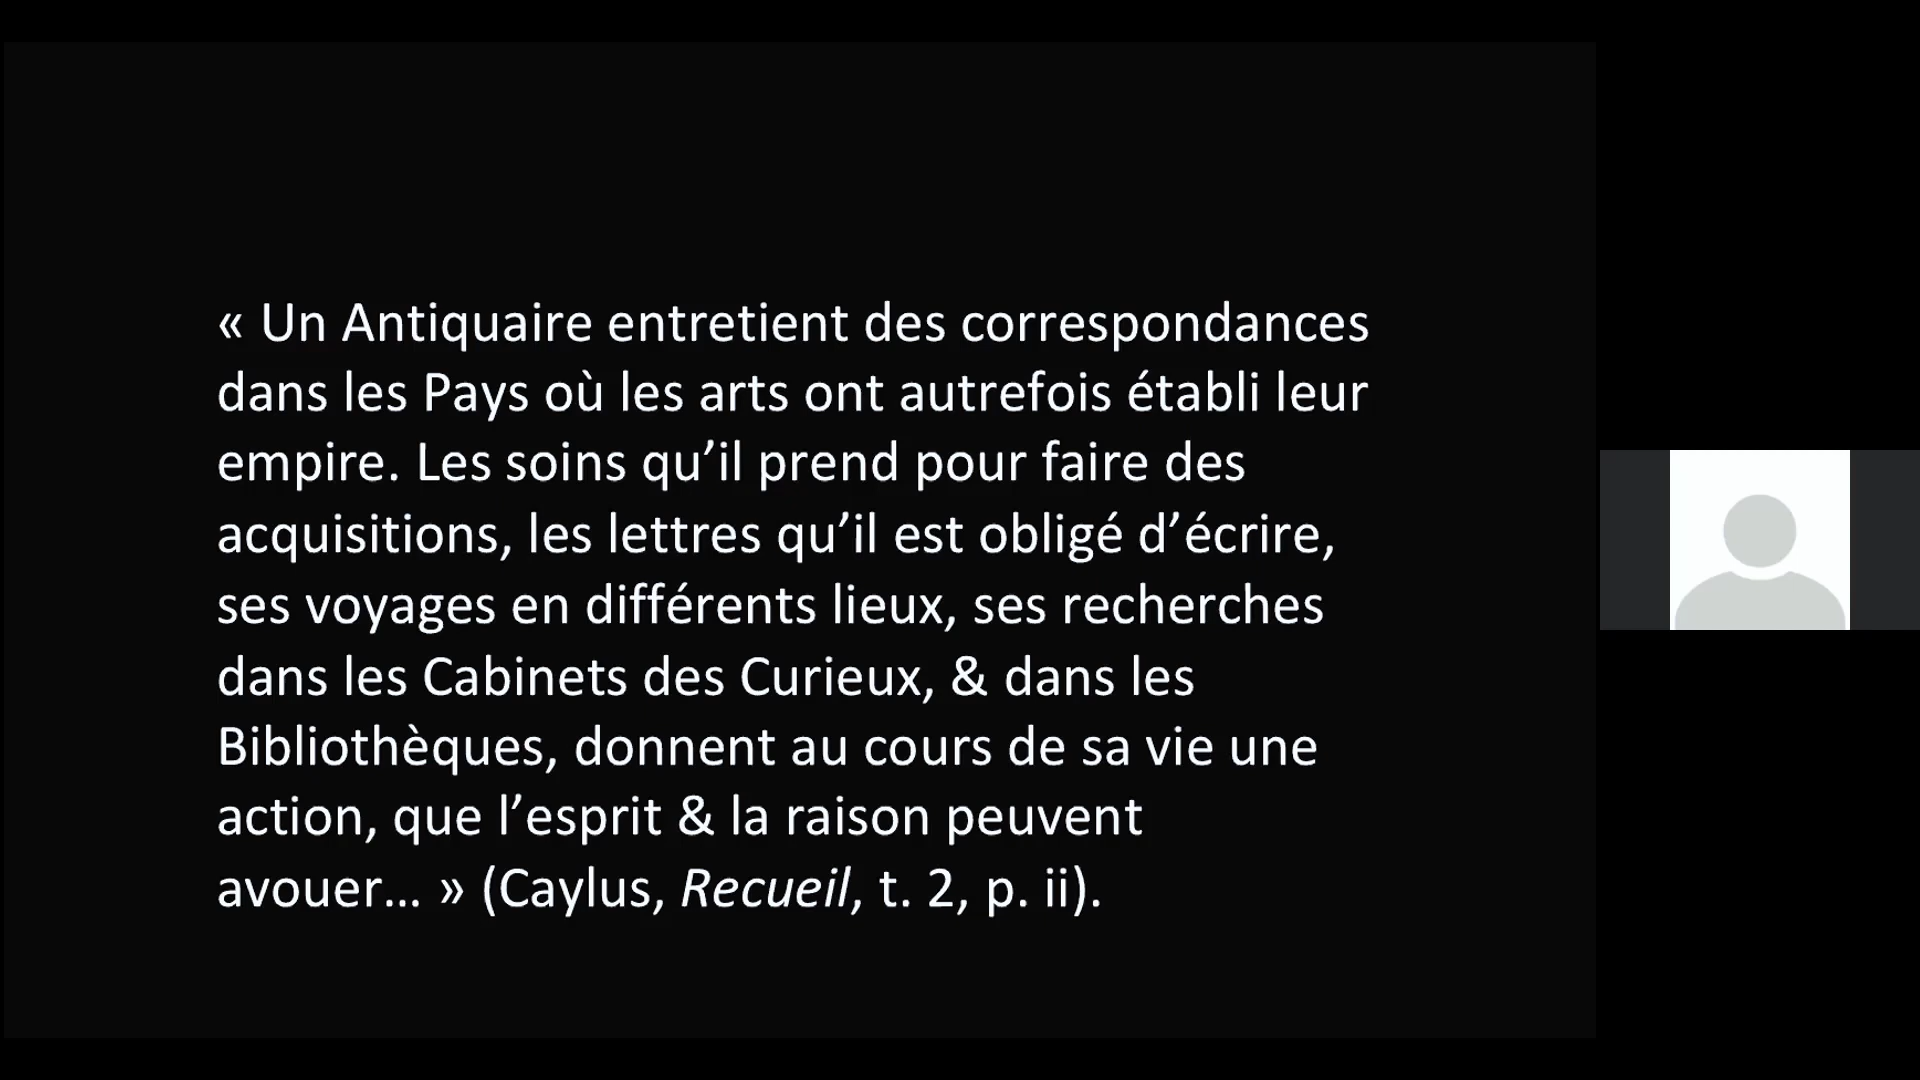 « Un Antiquaire entretient des correspondances
dans les Pays où les arts ont autrefois établi leur
empire. Les soins qu’il prend pour faire des
acquisitions, les lettres qu’il est obligé d’écrire,
ses voyages en différents lieux, ses recherches
dans les Cabinets des Curieux, & dans les
Bibliothèques, donnent au cours de sa vie une
action, que l’esprit & la raison peuvent
avouer… » (Caylus, Recueil, t. 2, p. ii).